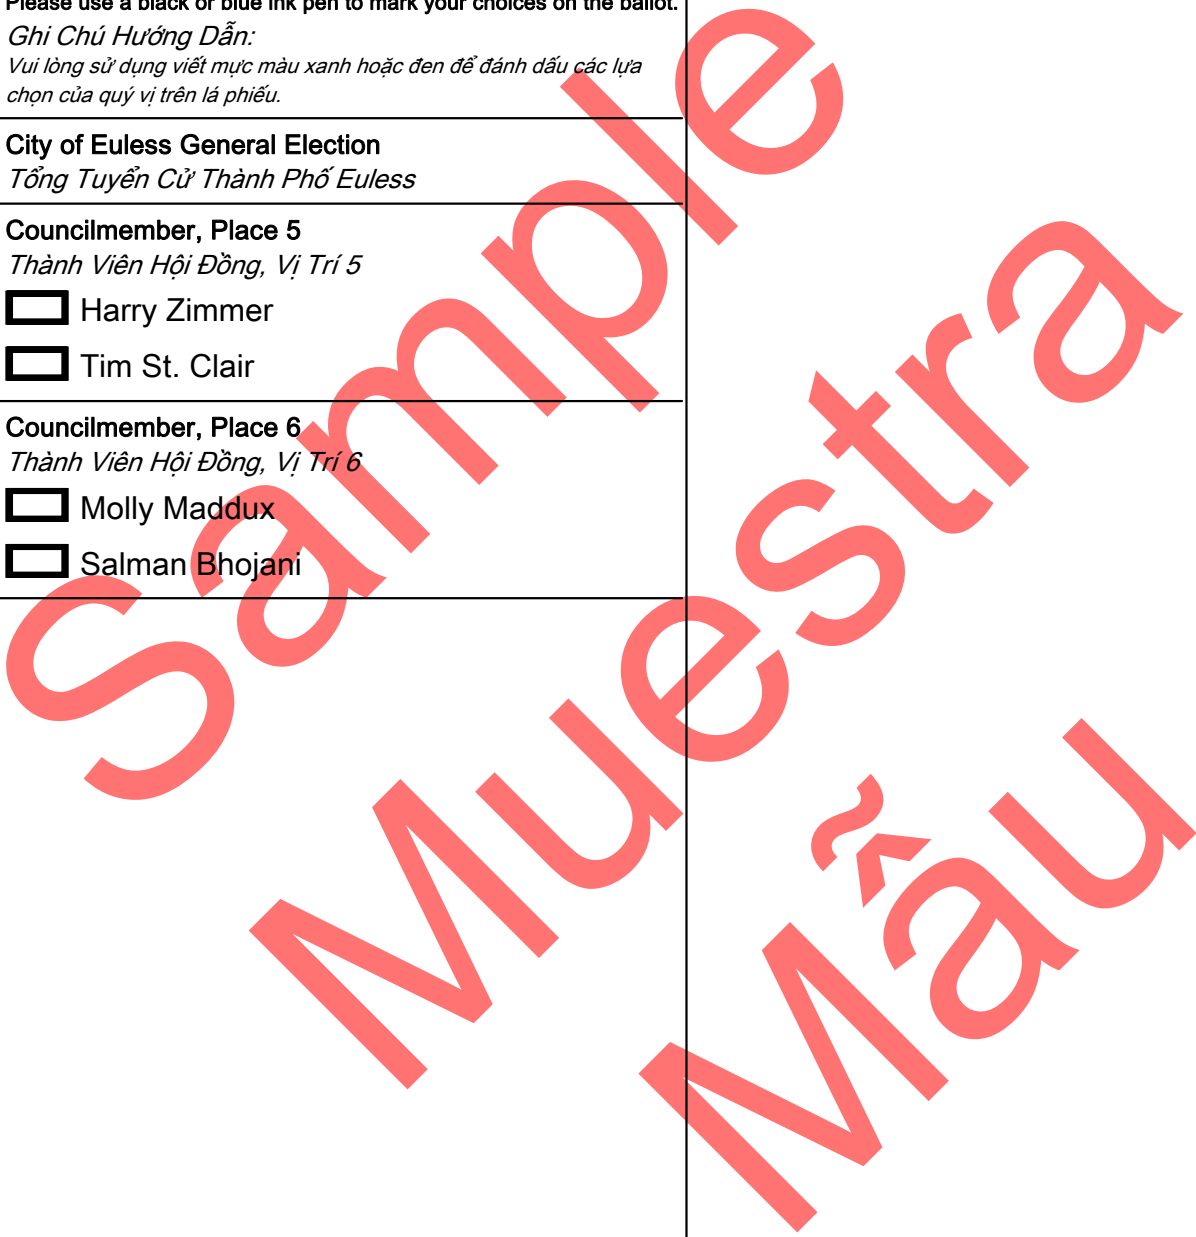 Please use a black or blue ink pen to mark your choices on the ballot.
Ghi Chú Hướng Dẫn:
Vui lòng sử dụng viết mực màu xanh hoặc đen để đánh dấu các lựa
chọn của quý vị trên lá phiếu.
City of Euless General Election
Tổng Tuyển Cử Thành Phố Euless
Councilmember, Place 5
Thành Viên Hội Đồng, Vị Trí 5
Harry Zimmer
Tim St. Clair
Councilmember, Place 6
Thành Viên Hội Đồng, Vị Trí 6
Molly Maddux
Salman Bhojani
Sample
Muestra
Mẫu